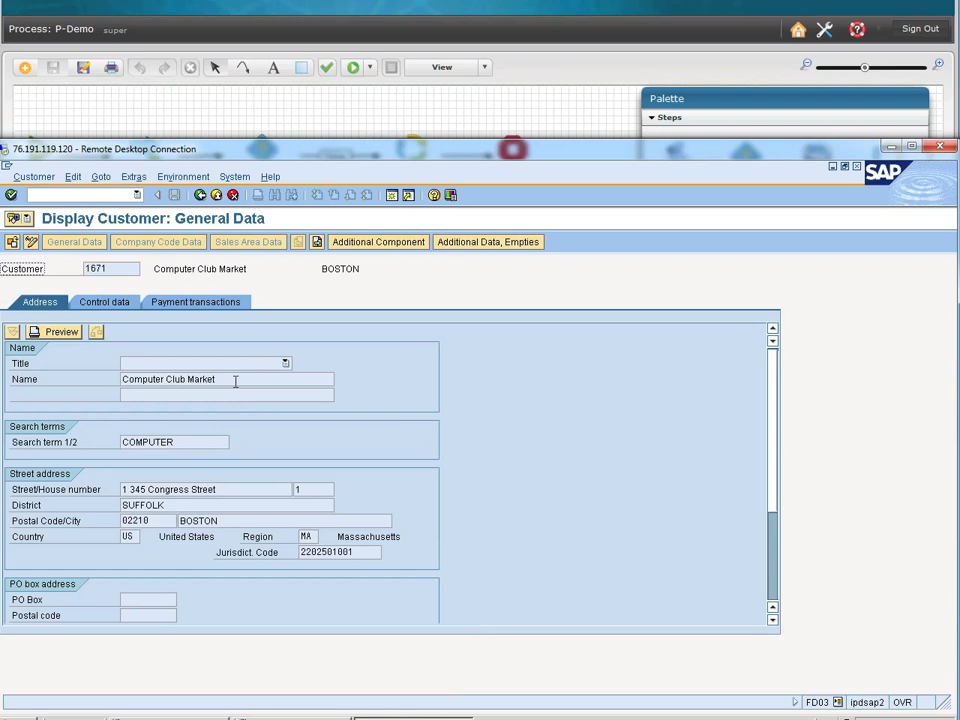 Process: P-Demo super
Sign Out
A View
Palette
Steps
76.191.119.120 - Remote Desktop Connection
Customer Edit Goto Extras Environment System Help
SAP
Display Customer: General Data
General Data Company Code Data Sales Area Data Additional Component Additional Data, Empties
Customer 1671 Computer Club Market BOSTON
Address Control data Payment transactions
Preview
Name
Title
Name Computer Club Market
Search terms
Search term 1/2 COMPUTER
Street address
Street/House number 1 345 Congress Street 1
District SUFFOLK
Postal Code/City 02210 BOSTON
Country US United States Region MA Massachusetts
Jurisdict. Code 2202501001
PO box address
PO Box
Postal code
FD03 ipdsap2 OVR